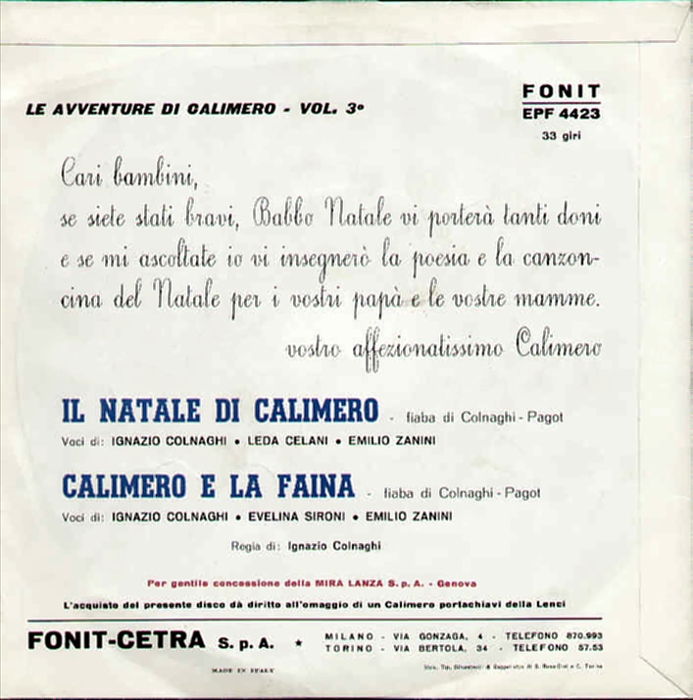 FONIT
LE AVVENTURE DI CALIMERO - VOL. 3º
EPF 4423
33 giri
Cari bambini,
se siete stati bravi, Babbo Natale vi porterà tanti doni
e se mi ascoltate io vi insegnerò la poesia e la canzon-
cina del Natale per i vostri papà e le vostre mamme.
vostro affezionatissimo Calimero
IL NATALE DI CALIMERO - fiaba di Colnaghi - Pagot
Voci di: IGNAZIO COLNAGHI • LEDA CELANI • EMILIO ZANINI
CALIMERO E LA FAINA - fiaba di Colnaghi - Pagot
Voci di: IGNAZIO COLNAGHI • EVELINA SIRONI • EMILIO ZANINI
Regia di: Ignazio Colnaghi
Per gentile concessione della MIRA LANZA S. p. A. - Genova
L'acquisto del presente disco dà diritto all'omaggio di un Calimero portachiavi della Lenci
FONIT-CETRA S. p. A. ★ MILANO - VIA GONZAGA, 4 - TELEFONO 870.993
TORINO - VIA BERTOLA, 34 - TELEFONO 57.53
MADE IN ITALY